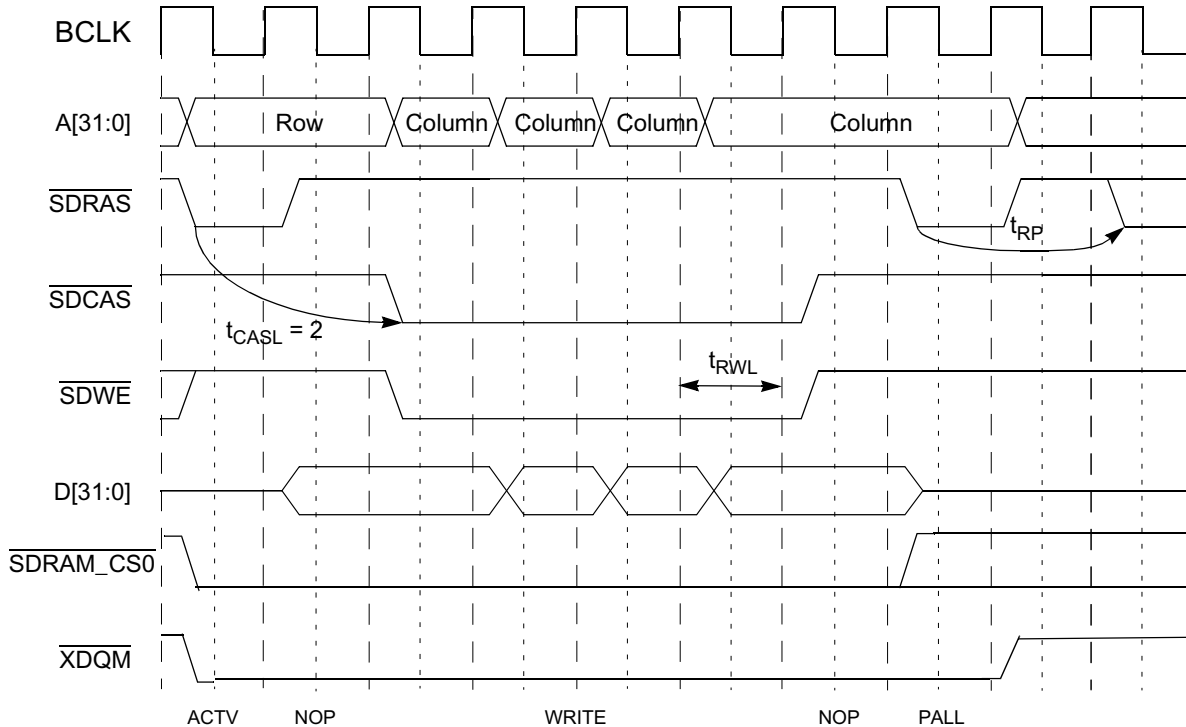 BCLK
A[31:0]
Row
Column
Column
Column
Column
SDRAS
tRP
SDCAS
tCASL = 2
tRWL
SDWE
D[31:0]
SDRAM_CS0
XDQM
ACTV NOP WRITE NOP PALL